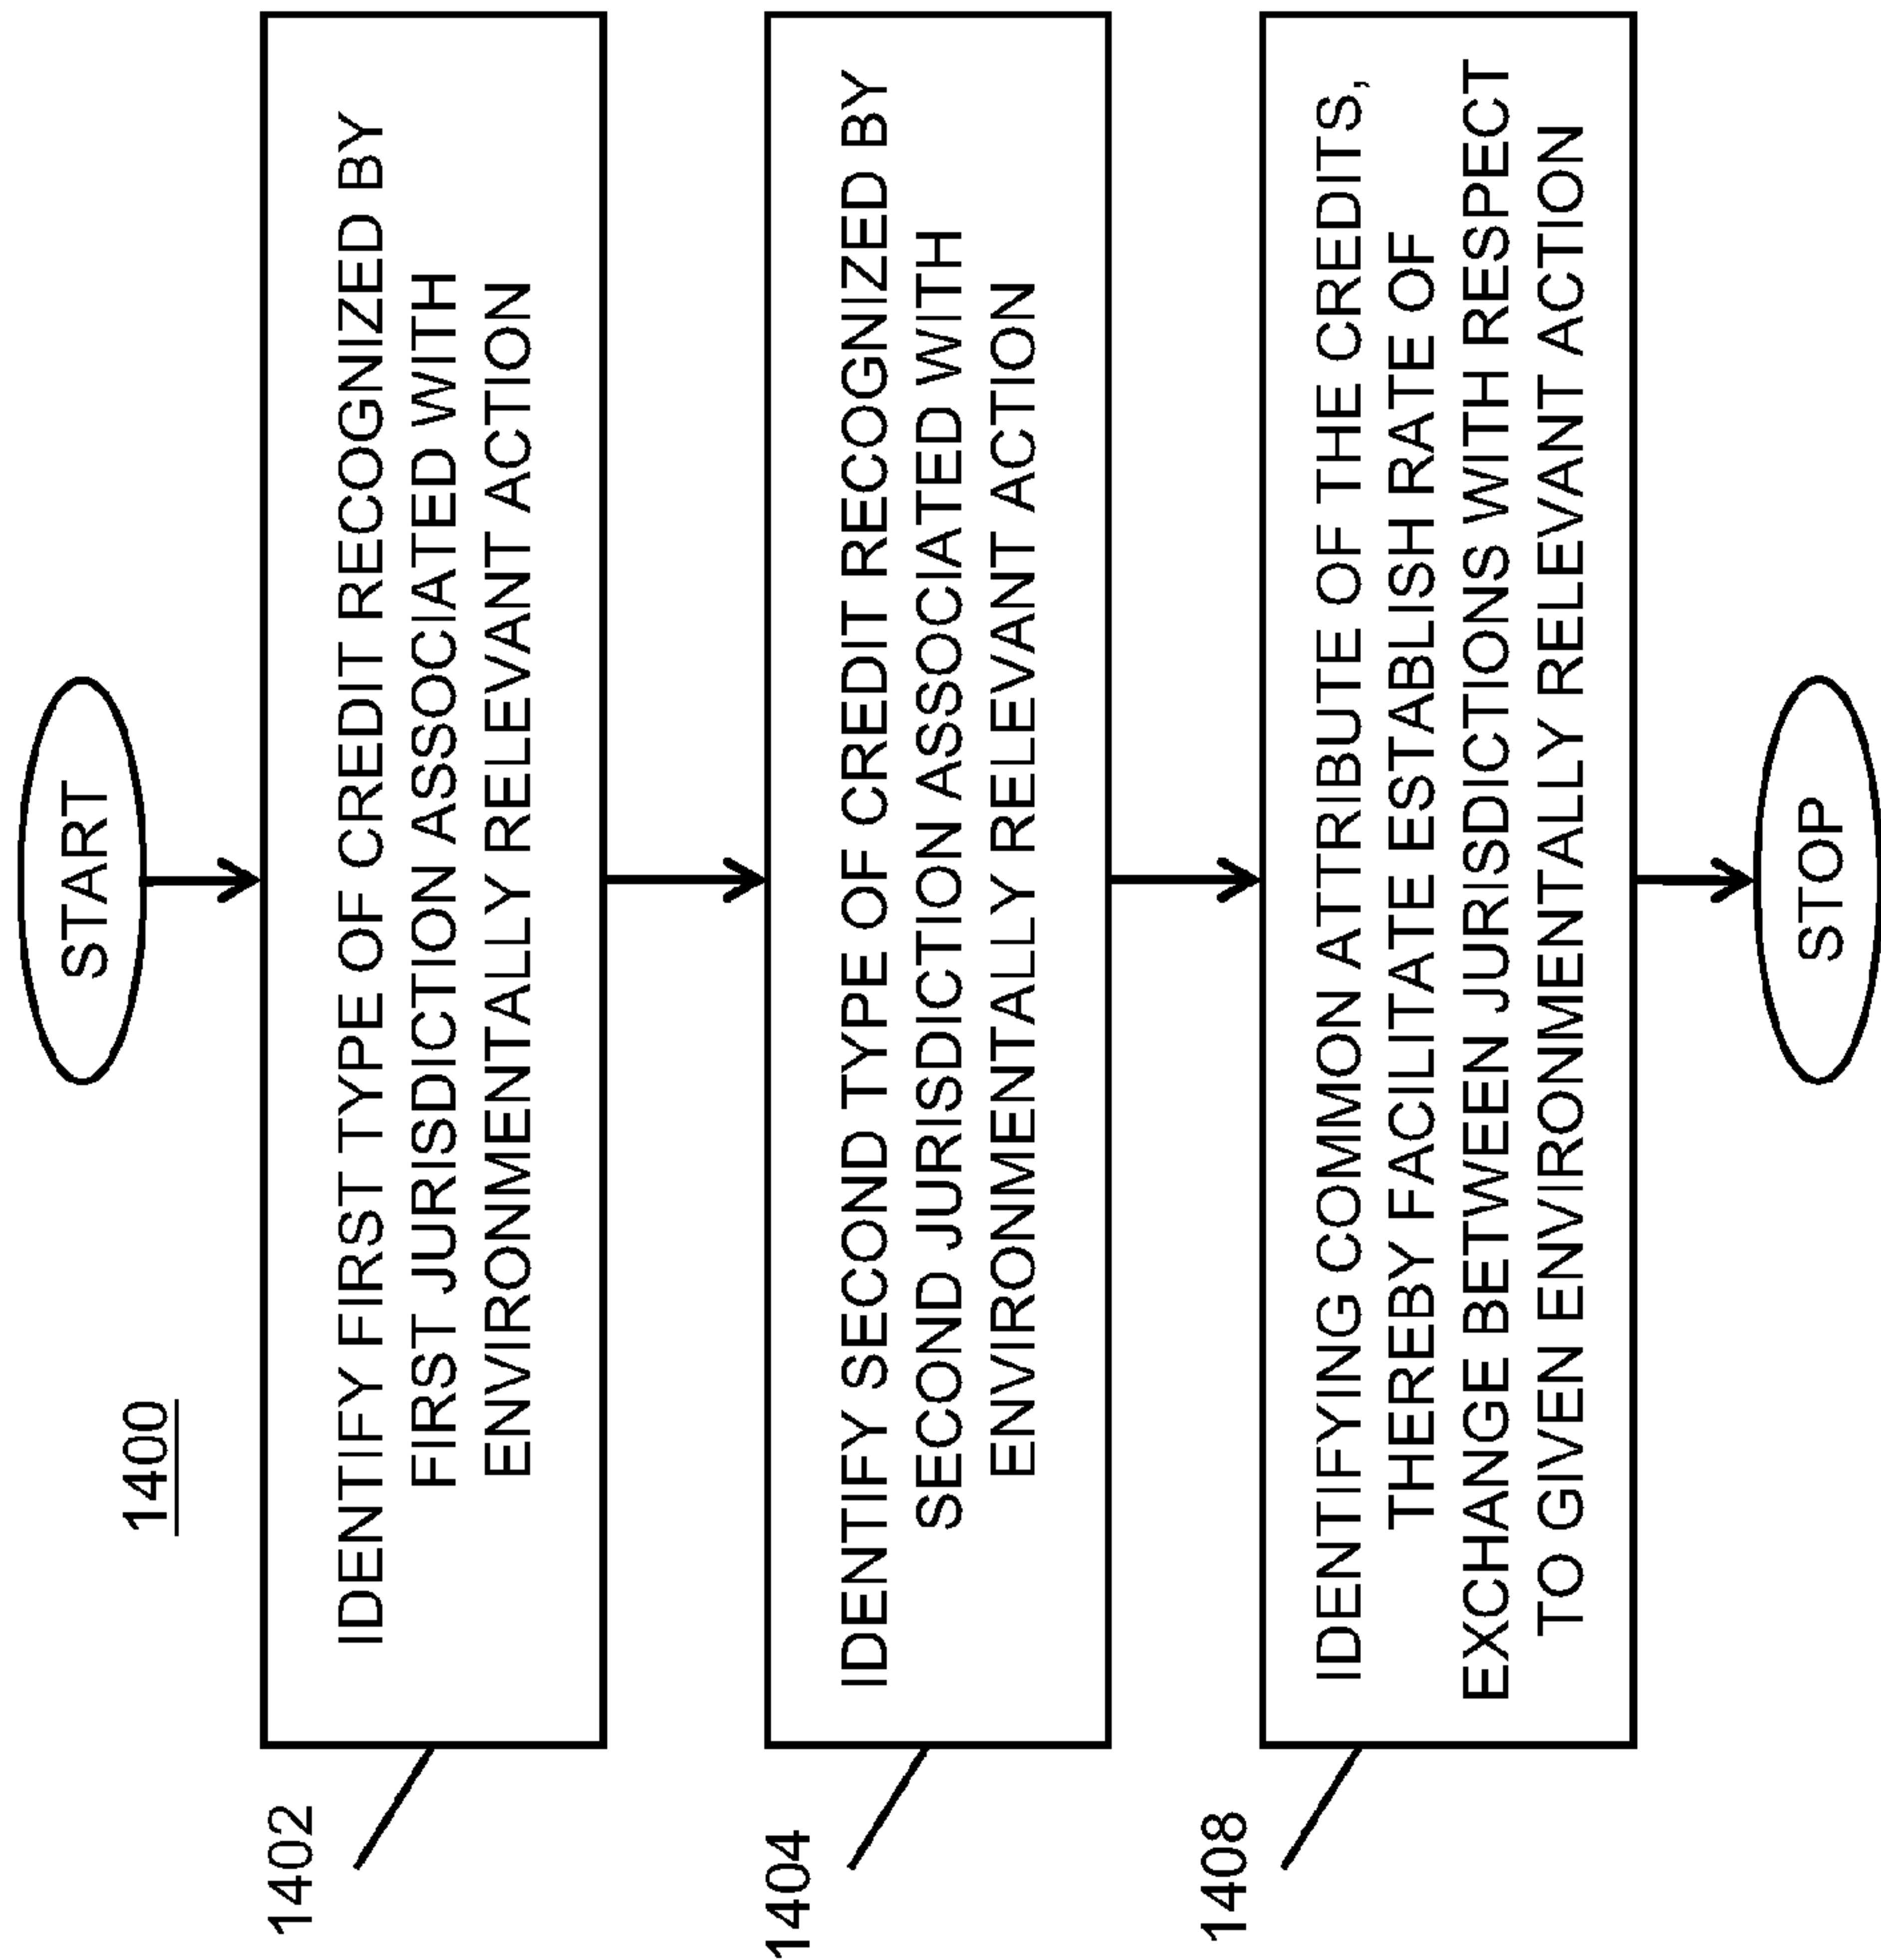 1400
START
1402
IDENTIFY FIRST TYPE OF CREDIT RECOGNIZED BY
FIRST JURISDICTION ASSOCIATED WITH
ENVIRONMENTALLY RELEVANT ACTION
1404
IDENTIFY SECOND TYPE OF CREDIT RECOGNIZED BY
SECOND JURISDICTION ASSOCIATED WITH
ENVIRONMENTALLY RELEVANT ACTION
1408
IDENTIFYING COMMON ATTRIBUTE OF THE CREDITS,
THEREBY FACILITATE ESTABLISH RATE OF
EXCHANGE BETWEEN JURISDICTIONS WITH RESPECT
TO GIVEN ENVIRONMENTALLY RELEVANT ACTION
STOP